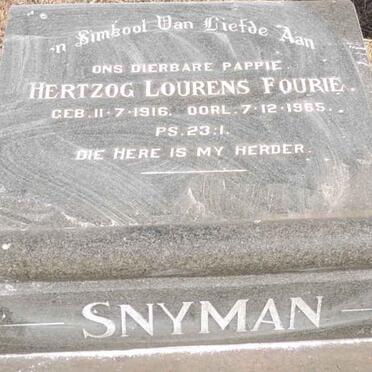 'n Simbool Van Liefde Aan
ONS DIERBARE PAPPIE.
HERTZOG LOURENS FOURIE.
GEB. 11·7·1916. OORL. 7·12·1965.
PS. 23:1.
DIE HERE IS MY HERDER.
SNYMAN